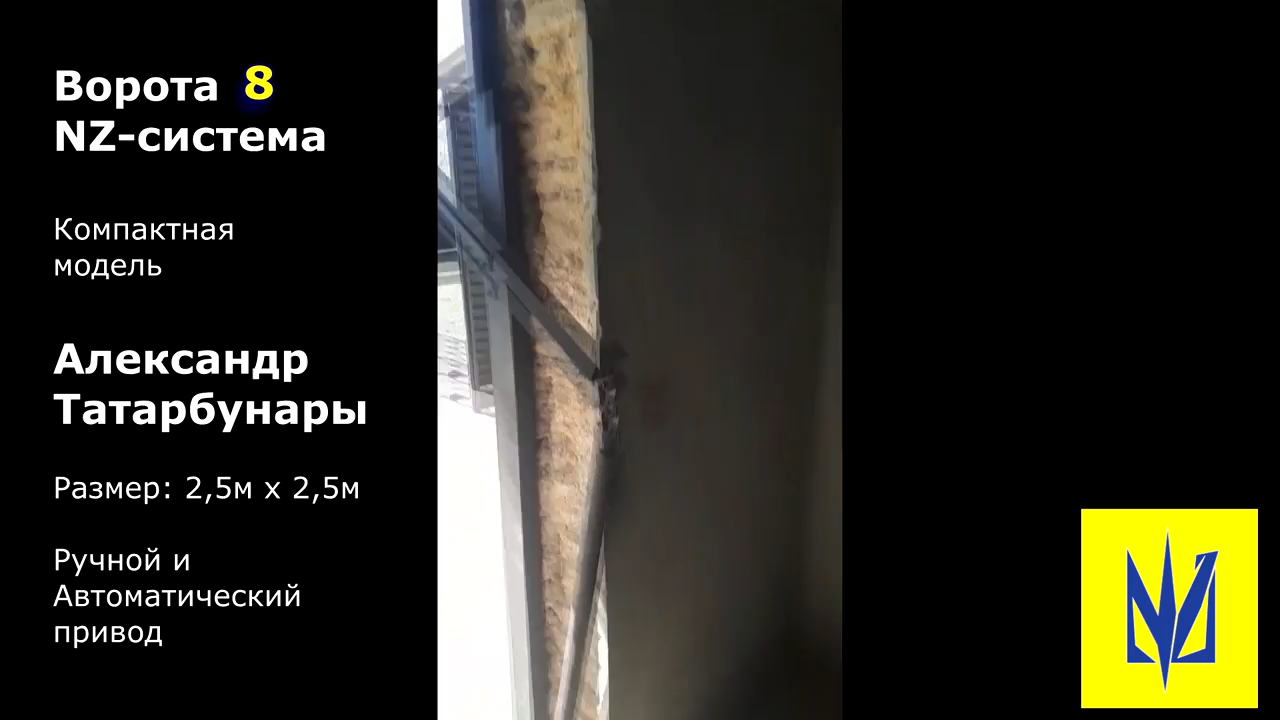 Ворота 8
NZ-система
Компактная
модель
Александр
Татарбунары
Размер: 2,5м х 2,5м
Ручной и
Автоматический
привод